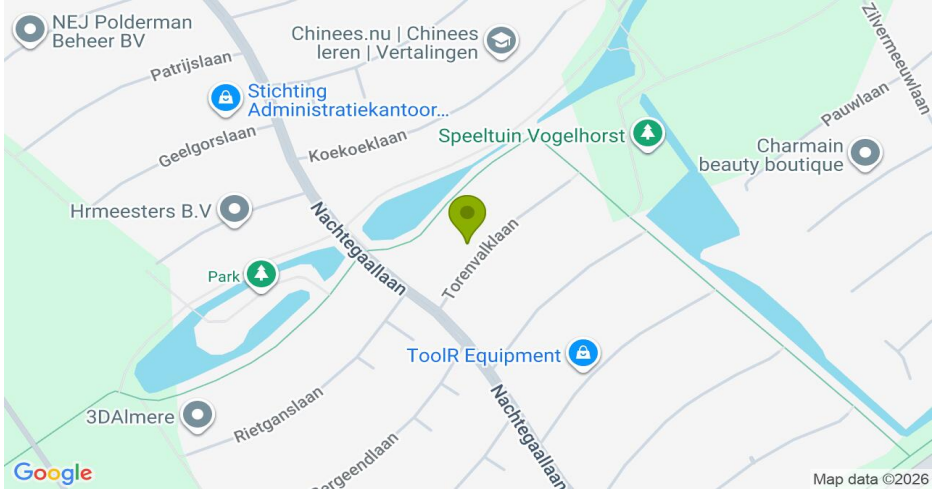 NEJ Polderman
Beheer BV
Chinees.nu | Chinees
leren | Vertalingen
Zilvermeeuwlaan
Patrijslaan
Stichting
Administratiekantoor...
Pauwlaan
Geelgorslaan
Koekoeklaan
Speeltuin Vogelhorst
Charmain
beauty boutique
Hrmeesters B.V
Nachtegaallaan
Torenvalklaan
Park
ToolR Equipment
3DAlmere
Rietganslaan
Nachtegaallaan
Google
Map data ©2026